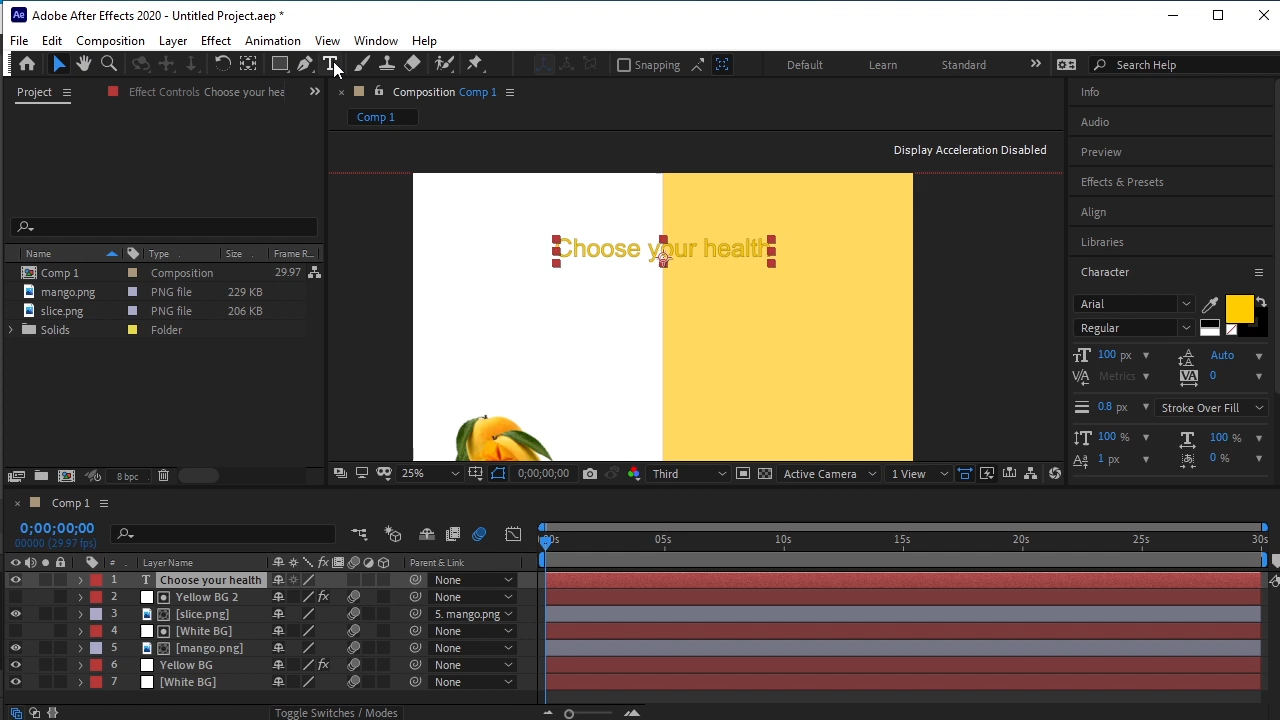 Ae Adobe After Effects 2020 - Untitled Project.aep *
File Edit Composition Layer Effect Animation View Window Help
Snapping Default Learn Standard Search Help
Project Effect Controls Choose your hea
Composition Comp 1
Comp 1
Display Acceleration Disabled
Choose your health
Name Type Size Frame R...
Comp 1 Composition 29.97
mango.png PNG file 229 KB
slice.png PNG file 206 KB
Solids Folder
8 bpc
25% 0;00;00;00 Third Active Camera 1 View
Info
Audio
Preview
Effects & Presets
Align
Libraries
Character
Arial
Regular
100 px Auto
Metrics 0
0.8 px Stroke Over Fill
100 % 100 %
1 px 0 %
Comp 1
0;00;00;00
00000 (29.97 fps)
05s 10s 15s 20s 25s 30s
# Layer Name Parent & Link
1 T Choose your health None
2 Yellow BG 2 fx None
3 [slice.png] 5. mango.png
4 [White BG] None
5 [mango.png] None
6 Yellow BG fx None
7 [White BG] None
Toggle Switches / Modes